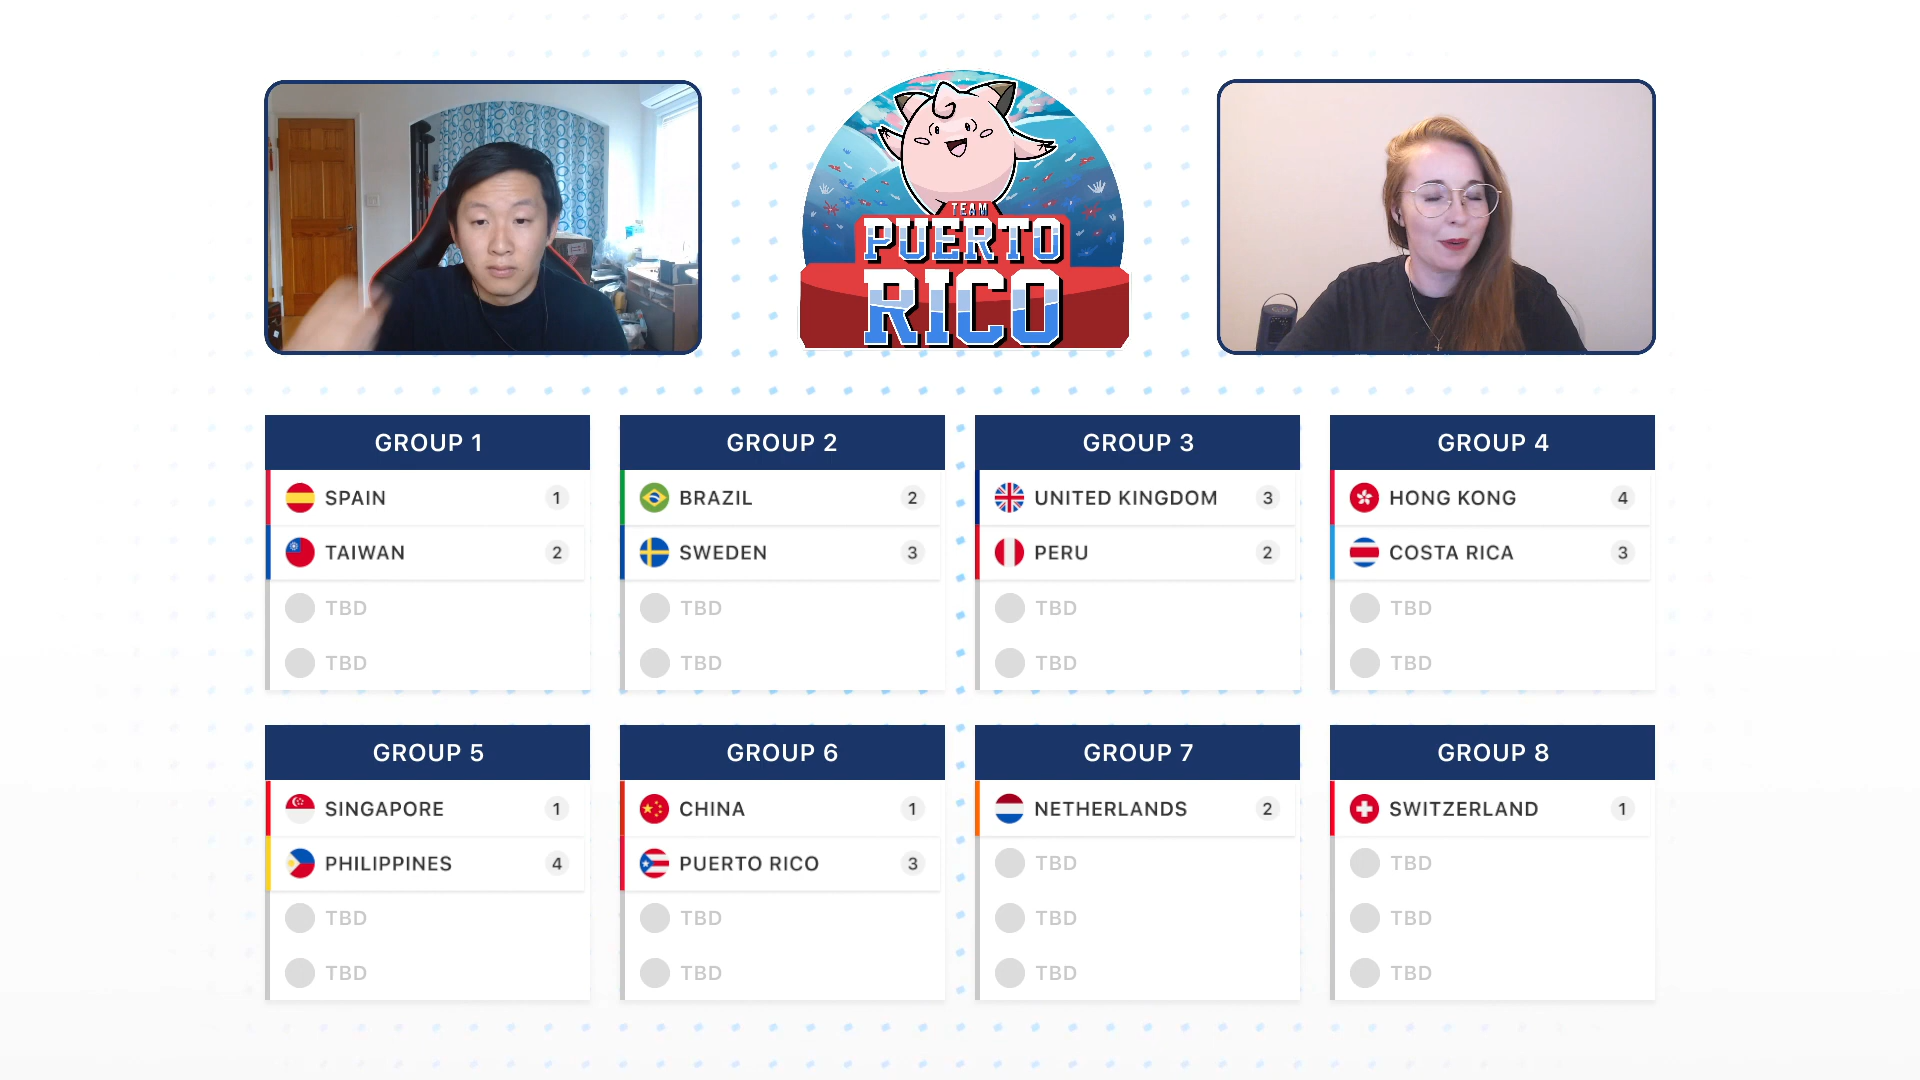 TEAM
PUERTO
RICO
GROUP 1
SPAIN 1
TAIWAN 2
TBD
TBD
GROUP 2
BRAZIL 2
SWEDEN 3
TBD
TBD
GROUP 3
UNITED KINGDOM 3
PERU 2
TBD
TBD
GROUP 4
HONG KONG 4
COSTA RICA 3
TBD
TBD
GROUP 5
SINGAPORE 1
PHILIPPINES 4
TBD
TBD
GROUP 6
CHINA 1
PUERTO RICO 3
TBD
TBD
GROUP 7
NETHERLANDS 2
TBD
TBD
TBD
GROUP 8
SWITZERLAND 1
TBD
TBD
TBD